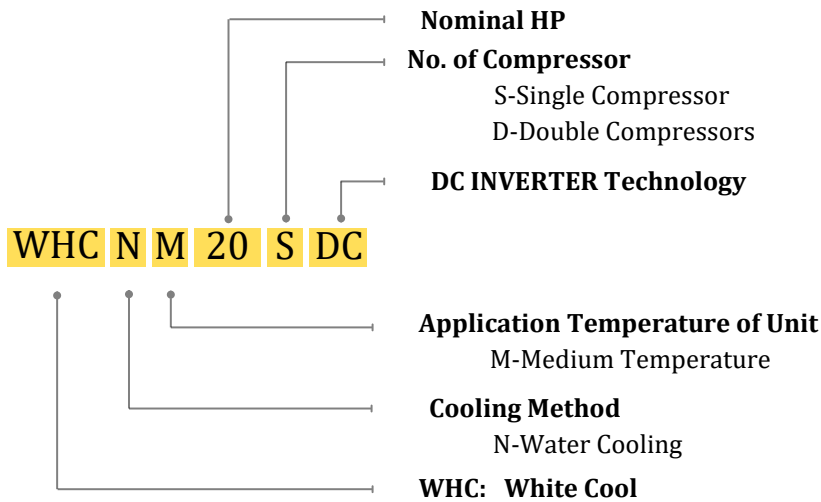 Nominal HP
No. of Compressor
S-Single Compressor
D-Double Compressors
DC INVERTER Technology
WHC N M 20 S DC
Application Temperature of Unit
M-Medium Temperature
Cooling Method
N-Water Cooling
WHC: White Cool